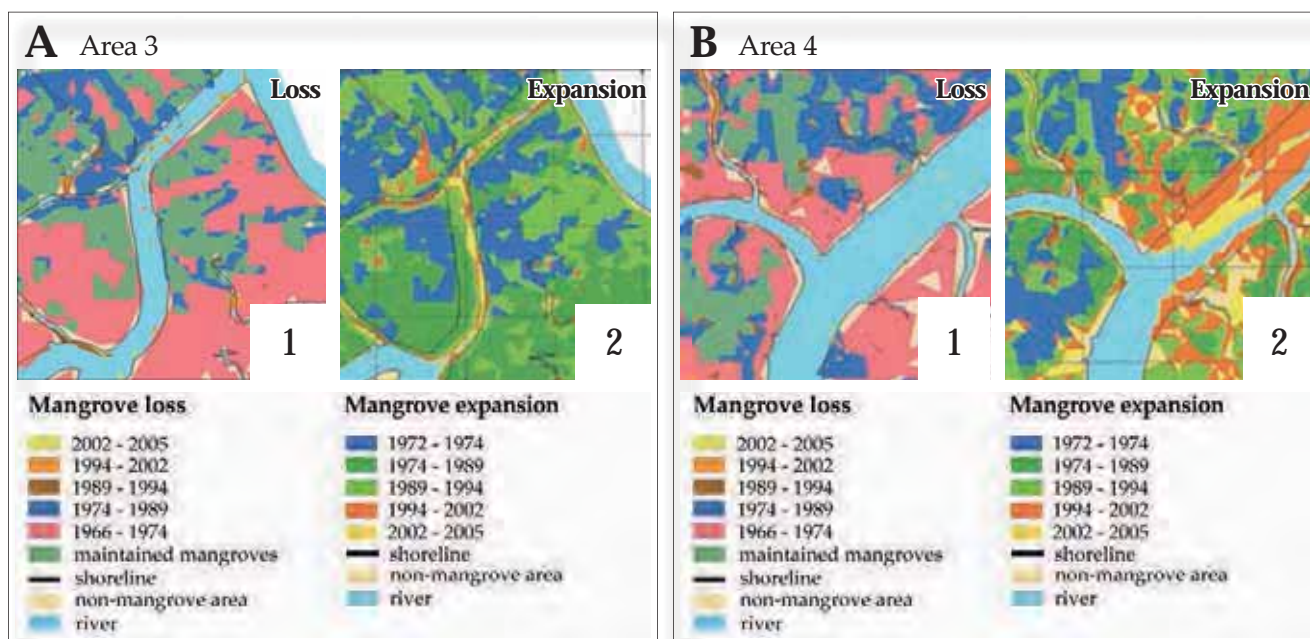 A Area 3
Loss
1
Expansion
2
Mangrove loss
2002 - 2005
1994 - 2002
1989 - 1994
1974 - 1989
1966 - 1974
maintained mangroves
shoreline
non-mangrove area
river
Mangrove expansion
1972 - 1974
1974 - 1989
1989 - 1994
1994 - 2002
2002 - 2005
shoreline
non-mangrove area
river
B Area 4
Loss
1
Expansion
2
Mangrove loss
2002 - 2005
1994 - 2002
1989 - 1994
1974 - 1989
1966 - 1974
maintained mangroves
shoreline
non-mangrove area
river
Mangrove expansion
1972 - 1974
1974 - 1989
1989 - 1994
1994 - 2002
2002 - 2005
shoreline
non-mangrove area
river